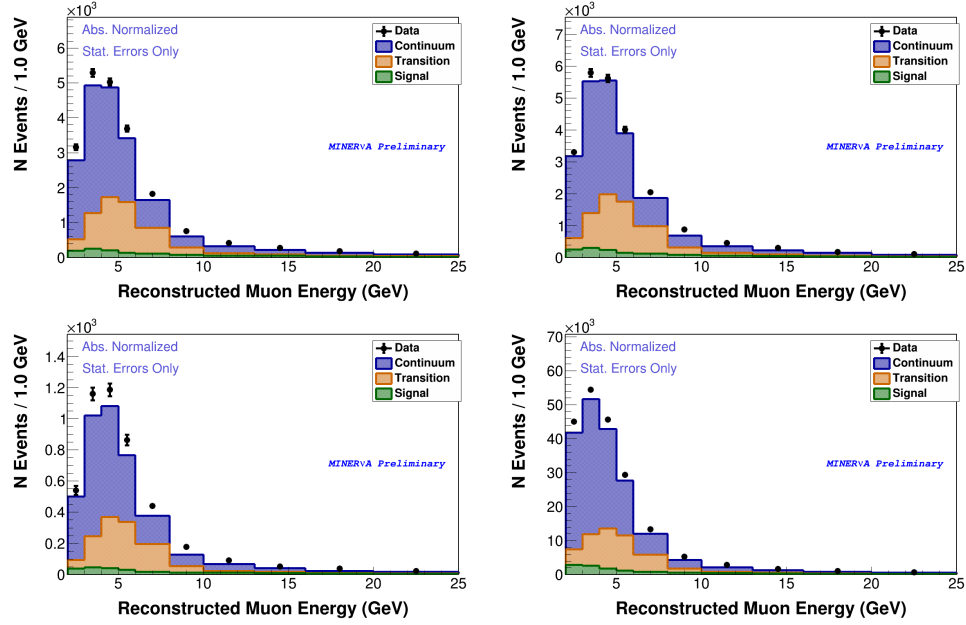 ×10³
N Events / 1.0 GeV
Abs. Normalized
Stat. Errors Only
Data
Continuum
Transition
Signal
MINERνA Preliminary
6
5
4
3
2
1
0
5 10 15 20 25
Reconstructed Muon Energy (GeV)
×10³
N Events / 1.0 GeV
Abs. Normalized
Stat. Errors Only
Data
Continuum
Transition
Signal
MINERνA Preliminary
7
6
5
4
3
2
1
0
5 10 15 20 25
Reconstructed Muon Energy (GeV)
×10³
N Events / 1.0 GeV
Abs. Normalized
Stat. Errors Only
Data
Continuum
Transition
Signal
MINERνA Preliminary
1.4
1.2
1
0.8
0.6
0.4
0.2
0
5 10 15 20 25
Reconstructed Muon Energy (GeV)
×10³
N Events / 1.0 GeV
Abs. Normalized
Stat. Errors Only
Data
Continuum
Transition
Signal
MINERνA Preliminary
70
60
50
40
30
20
10
0
5 10 15 20 25
Reconstructed Muon Energy (GeV)